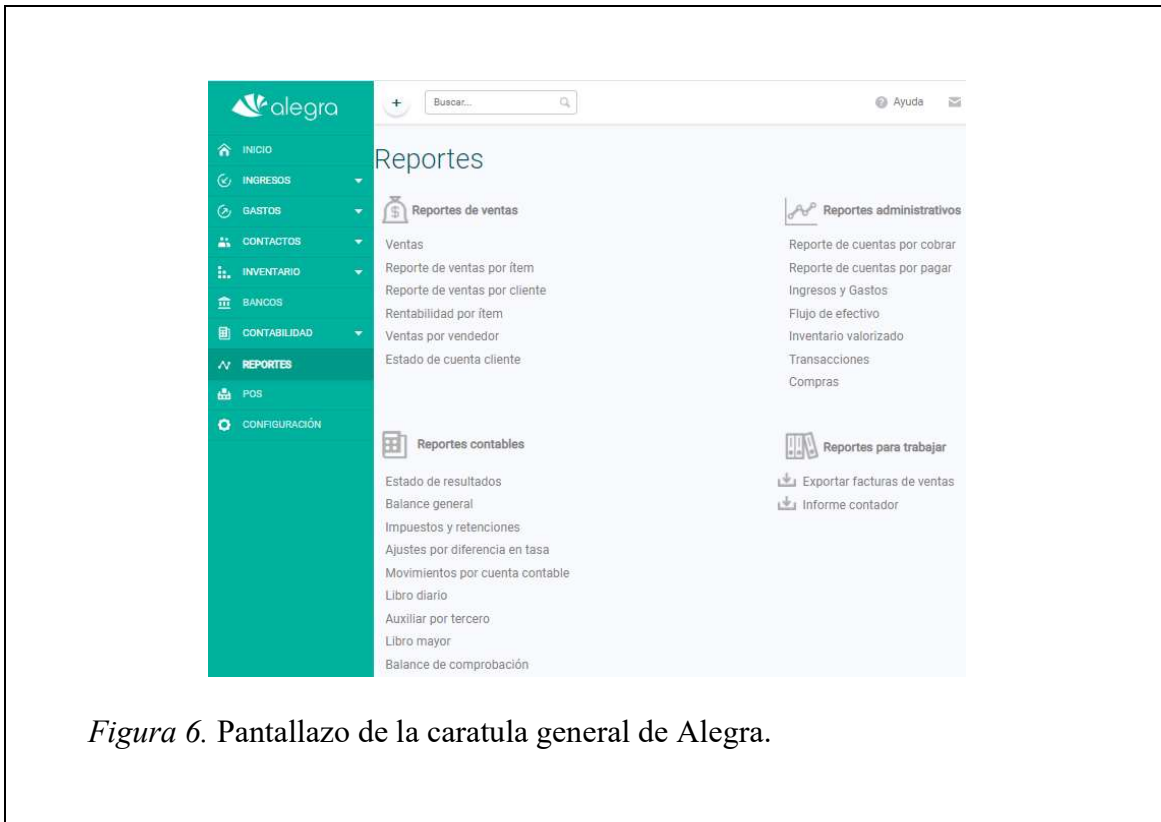 alegra
+
Buscar...
Ayuda
INICIO
INGRESOS
GASTOS
CONTACTOS
INVENTARIO
BANCOS
CONTABILIDAD
REPORTES
POS
CONFIGURACIÓN
Reportes
Reportes de ventas
Ventas
Reporte de ventas por ítem
Reporte de ventas por cliente
Rentabilidad por ítem
Ventas por vendedor
Estado de cuenta cliente
Reportes administrativos
Reporte de cuentas por cobrar
Reporte de cuentas por pagar
Ingresos y Gastos
Flujo de efectivo
Inventario valorizado
Transacciones
Compras
Reportes contables
Estado de resultados
Balance general
Impuestos y retenciones
Ajustes por diferencia en tasa
Movimientos por cuenta contable
Libro diario
Auxiliar por tercero
Libro mayor
Balance de comprobación
Reportes para trabajar
Exportar facturas de ventas
Informe contador
Figura 6. Pantallazo de la caratula general de Alegra.